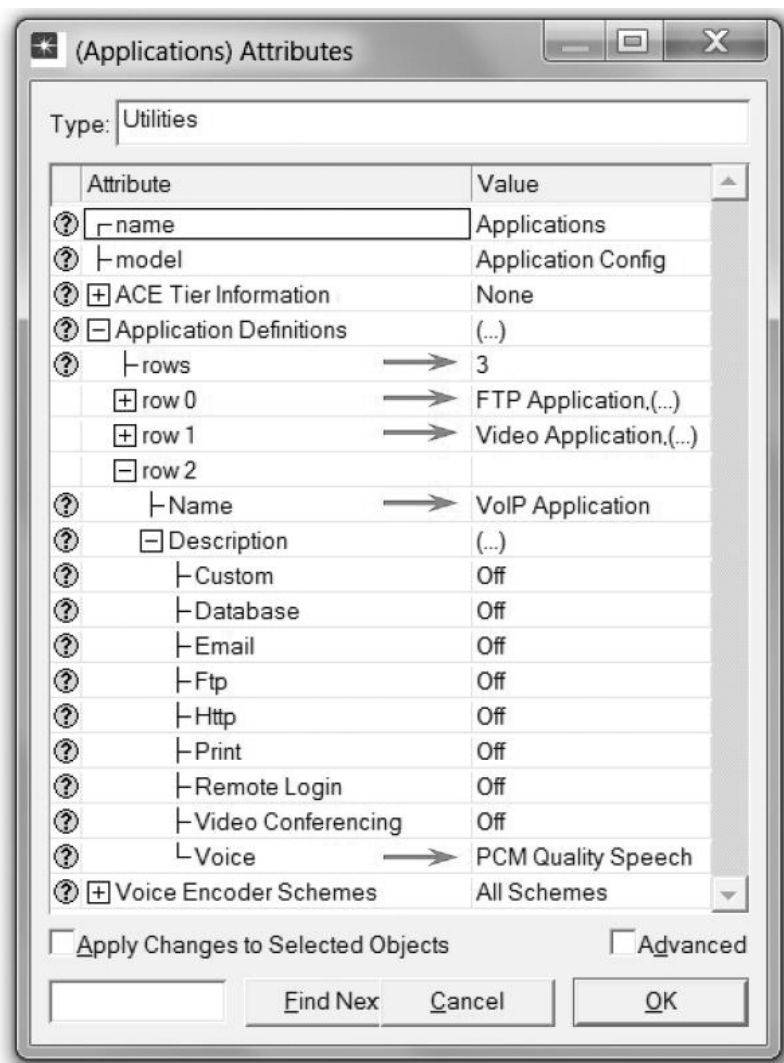 (Applications) Attributes
Type: Utilities
Attribute Value
name Applications
model Application Config
ACE Tier Information None
Application Definitions (...)
rows 3
row 0 FTP Application,(...)
row 1 Video Application,(...)
row 2
Name VoIP Application
Description (...)
Custom Off
Database Off
Email Off
Ftp Off
Http Off
Print Off
Remote Login Off
Video Conferencing Off
Voice PCM Quality Speech
Voice Encoder Schemes All Schemes
Apply Changes to Selected Objects Advanced
Find Nex Cancel OK